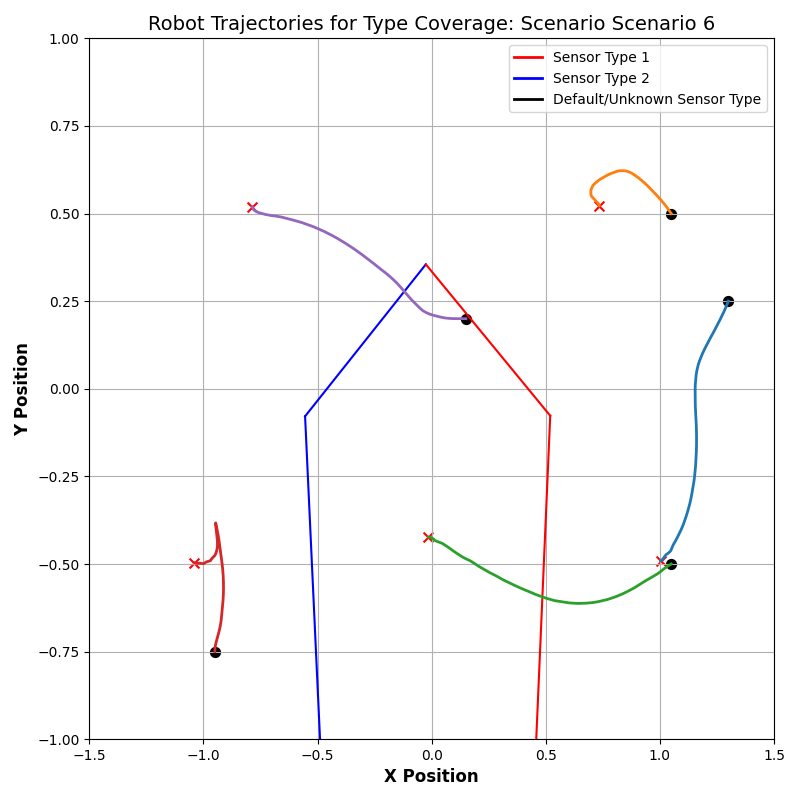 Robot Trajectories for Type Coverage: Scenario Scenario 6
Sensor Type 1
Sensor Type 2
Default/Unknown Sensor Type
1.00
0.75
0.50
0.25
0.00
−0.25
−0.50
−0.75
−1.00
Y Position
−1.5
−1.0
−0.5
0.0
0.5
1.0
1.5
X Position